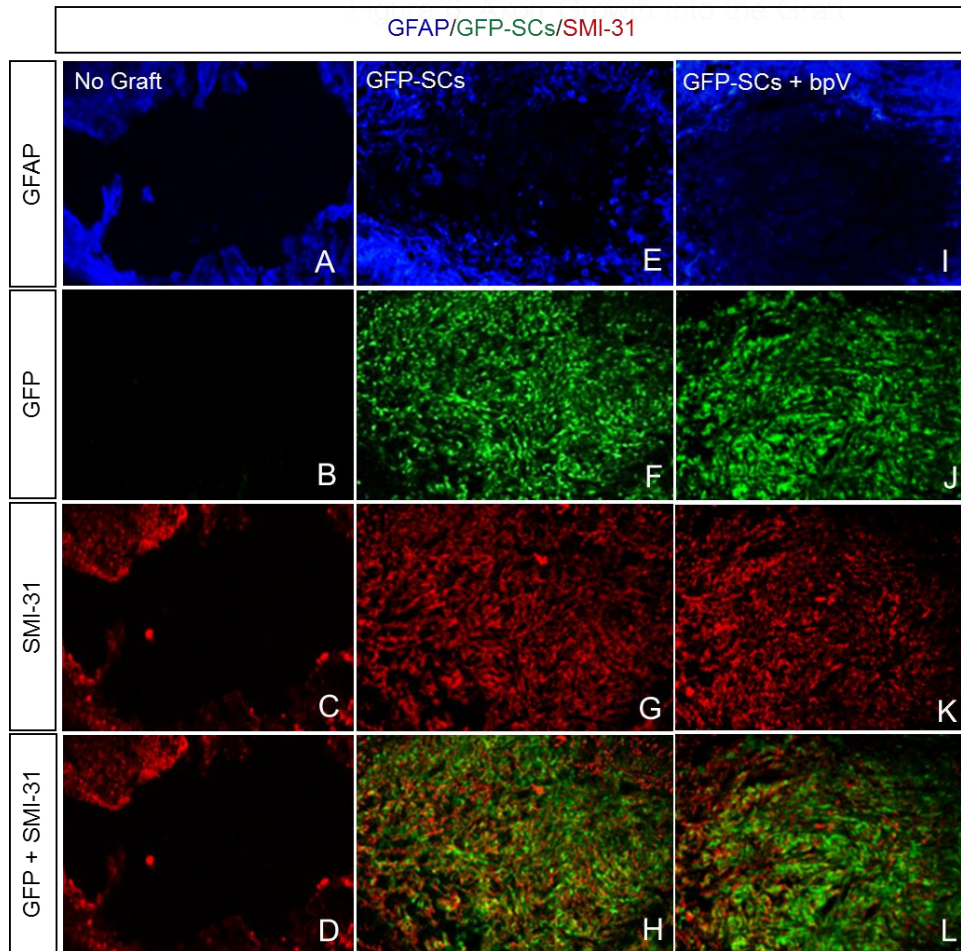 GFAP/GFP-SCs/SMI-31
No Graft
GFP-SCs
GFP-SCs + bpV
GFAP
A
E
I
GFP
B
F
J
SMI-31
C
G
K
GFP + SMI-31
D
H
L